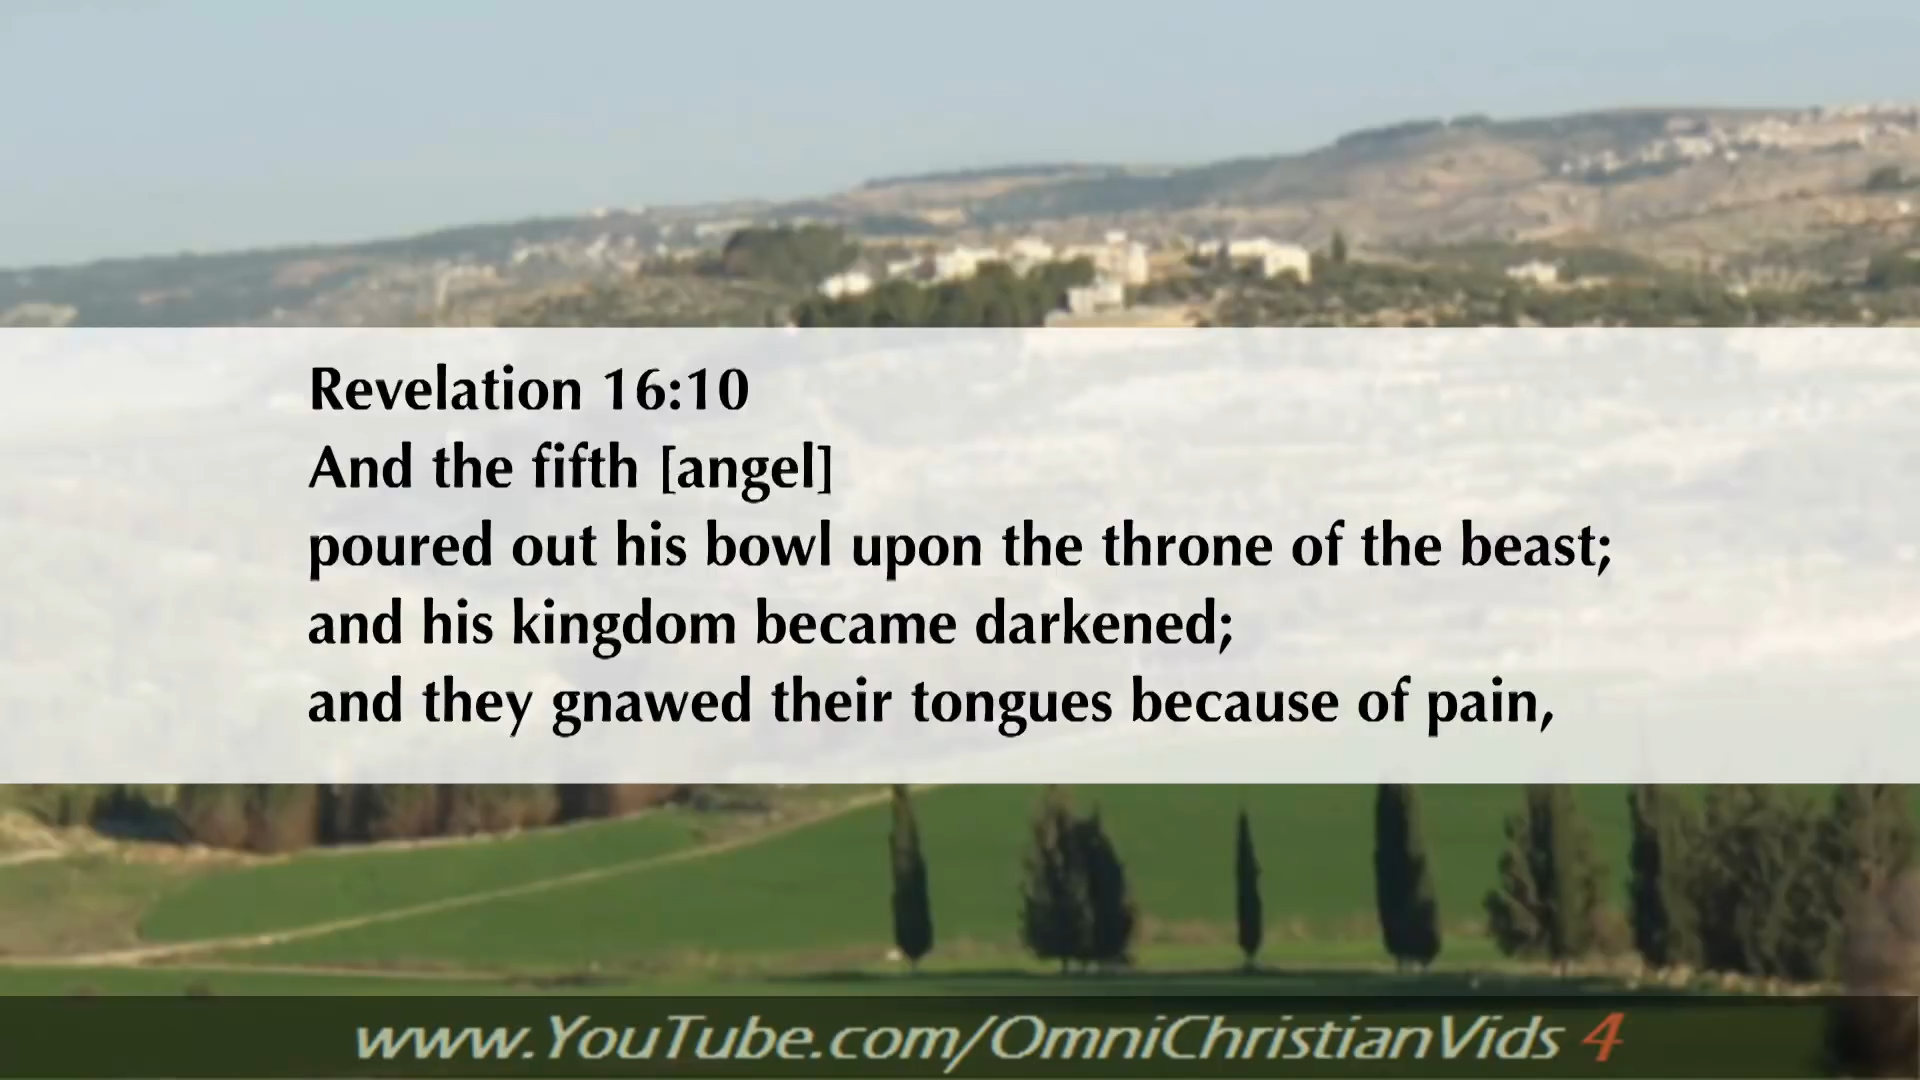 Revelation 16:10
And the fifth [angel]
poured out his bowl upon the throne of the beast;
and his kingdom became darkened;
and they gnawed their tongues because of pain,
www.YouTube.com/OmniChristianVids 4